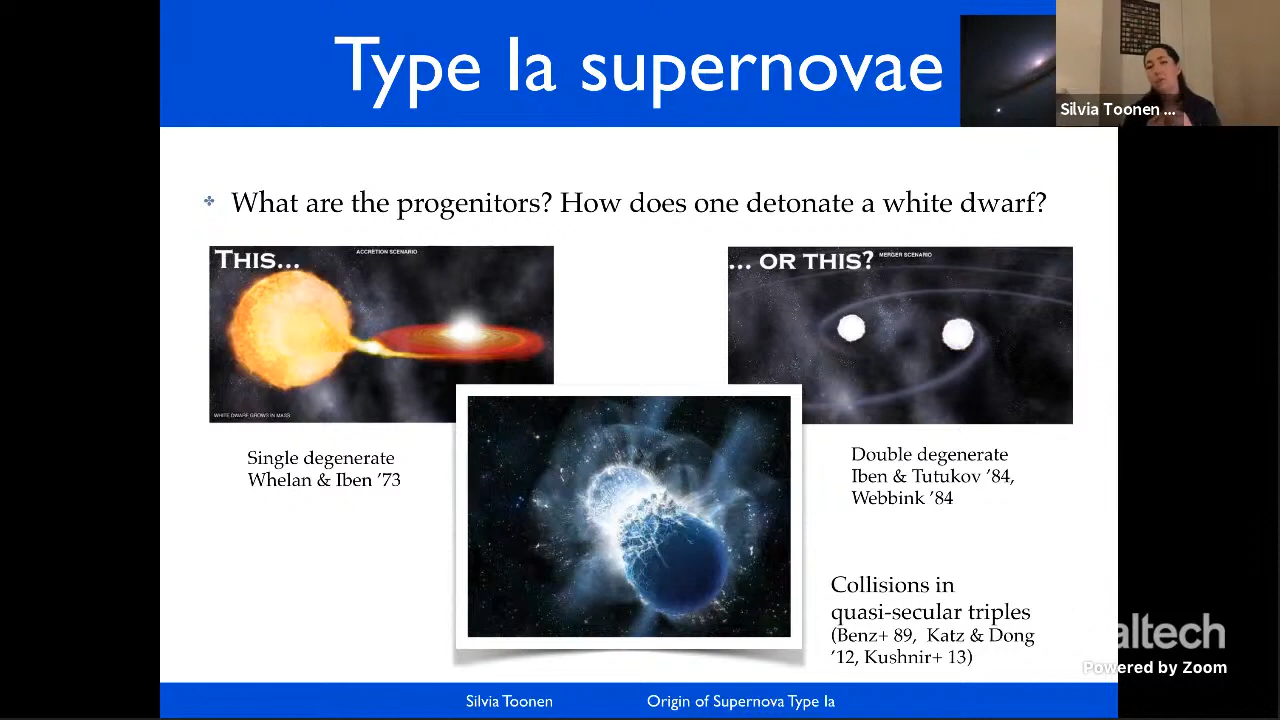 Type Ia supernovae
Silvia Toonen ...
What are the progenitors? How does one detonate a white dwarf?
THIS...
ACCRETION SCENARIO
WHITE DWARF GROWS IN MASS
... OR THIS?
MERGER SCENARIO
Single degenerate
Whelan & Iben ’73
Double degenerate
Iben & Tutukov ’84,
Webbink ’84
Collisions in
quasi-secular triples
(Benz+ 89, Katz & Dong
’12, Kushnir+ 13)
altech
Powered by Zoom
Silvia Toonen
Origin of Supernova Type Ia